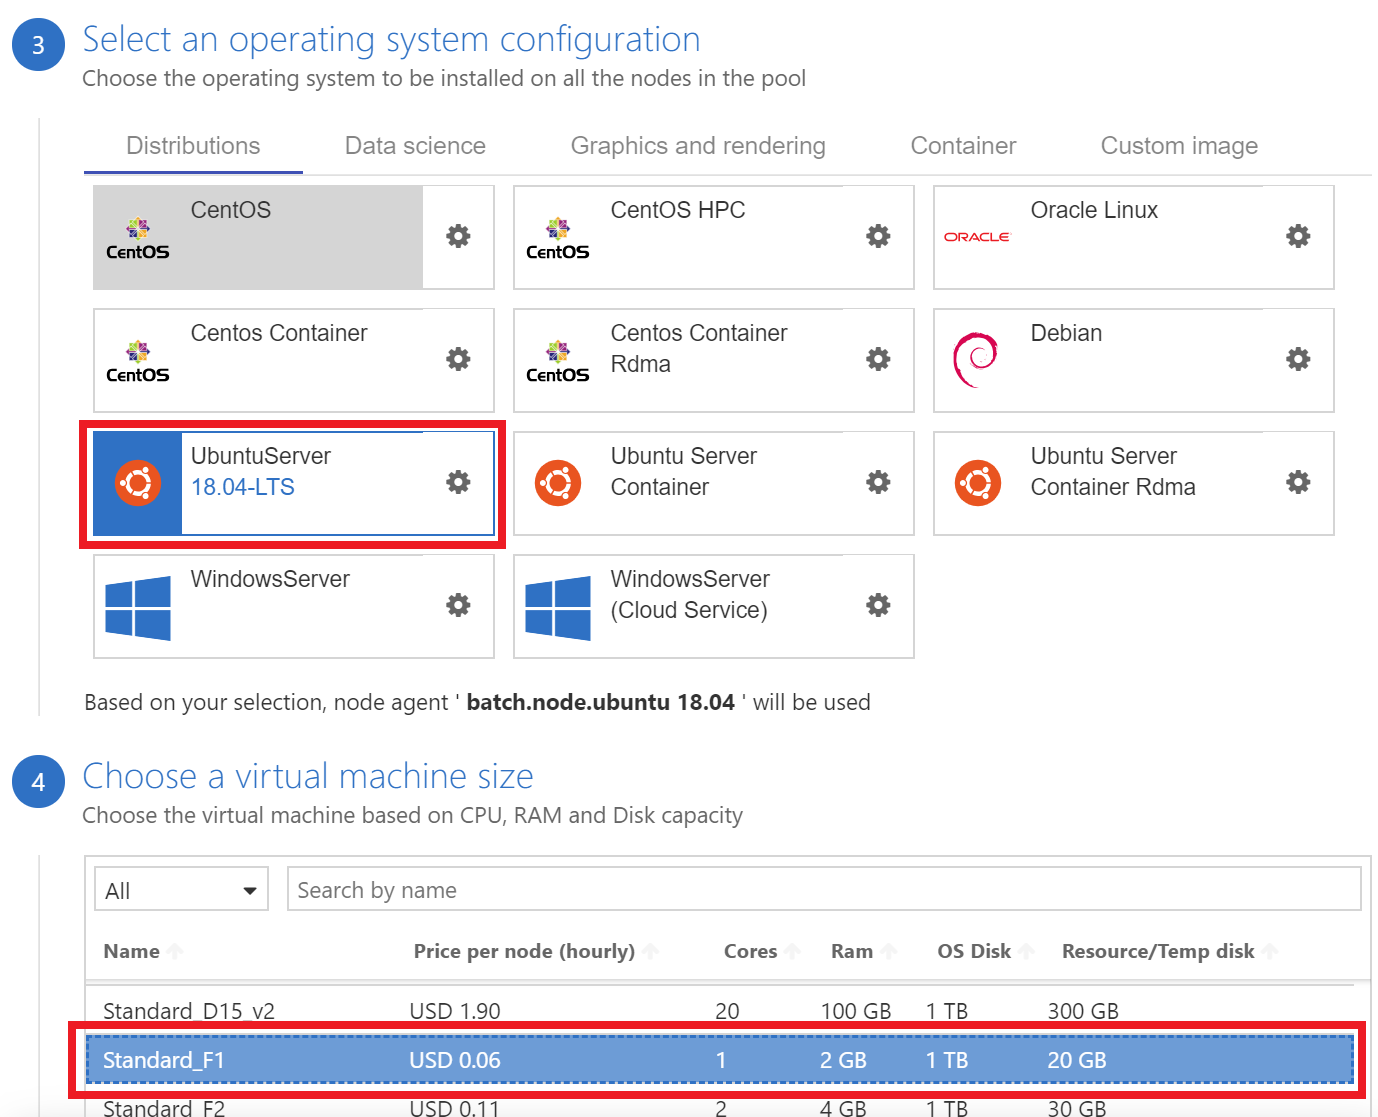 3
Select an operating system configuration
Choose the operating system to be installed on all the nodes in the pool
Distributions Data science Graphics and rendering Container Custom image
CentOS
CentOS
CentOS HPC
CentOS
Oracle Linux
ORACLE
Centos Container
CentOS
Centos Container
Rdma
CentOS
Debian
UbuntuServer
18.04-LTS
Ubuntu Server
Container
Ubuntu Server
Container Rdma
WindowsServer
WindowsServer
(Cloud Service)
Based on your selection, node agent ' batch.node.ubuntu 18.04 ' will be used
4
Choose a virtual machine size
Choose the virtual machine based on CPU, RAM and Disk capacity
All Search by name
Name Price per node (hourly) Cores Ram OS Disk Resource/Temp disk
Standard_D15_v2 USD 1.90 20 100 GB 1 TB 300 GB
Standard_F1 USD 0.06 1 2 GB 1 TB 20 GB
Standard_F2 USD 0.11 2 4 GB 1 TB 30 GB